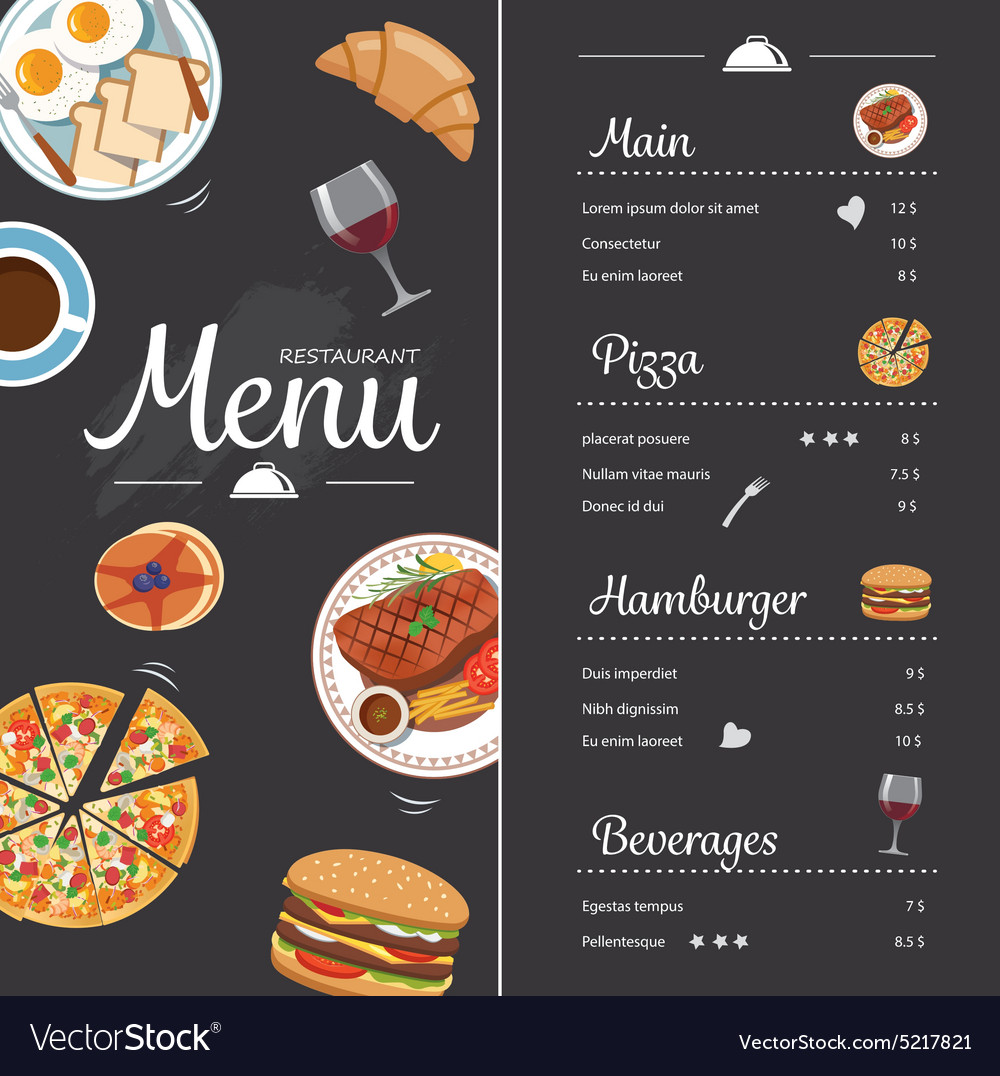 RESTAURANT
Menu
Main
Lorem ipsum dolor sit amet 12 $
Consectetur 10 $
Eu enim laoreet 8 $
Pizza
placerat posuere 8 $
Nullam vitae mauris 7.5 $
Donec id dui 9 $
Hamburger
Duis imperdiet 9 $
Nibh dignissim 8.5 $
Eu enim laoreet 10 $
Beverages
Egestas tempus 7 $
Pellentesque 8.5 $
VectorStock®
VectorStock.com/5217821